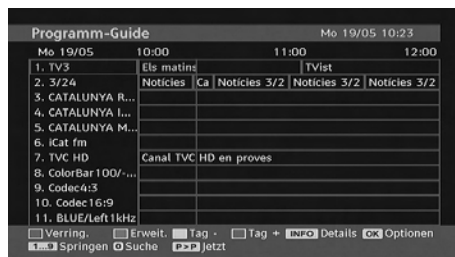 Programm-Guide Mo 19/05 10:23
Mo 19/05 10:00 11:00 12:00
1. TV3 Els matins TVist
2. 3/24 Notícies Ca Notícies 3/2 Notícies 3/2 Notícies 3/2
3. CATALUNYA R...
4. CATALUNYA I...
5. CATALUNYA M...
6. iCat fm
7. TVC HD Canal TVC HD en proves
8. ColorBar100/-...
9. Codec4:3
10. Codec16:9
11. BLUE/Left1kHz
Verring. Erweit. Tag - Tag + INFO Details OK Optionen
1...9 Springen Suche P>P Jetzt